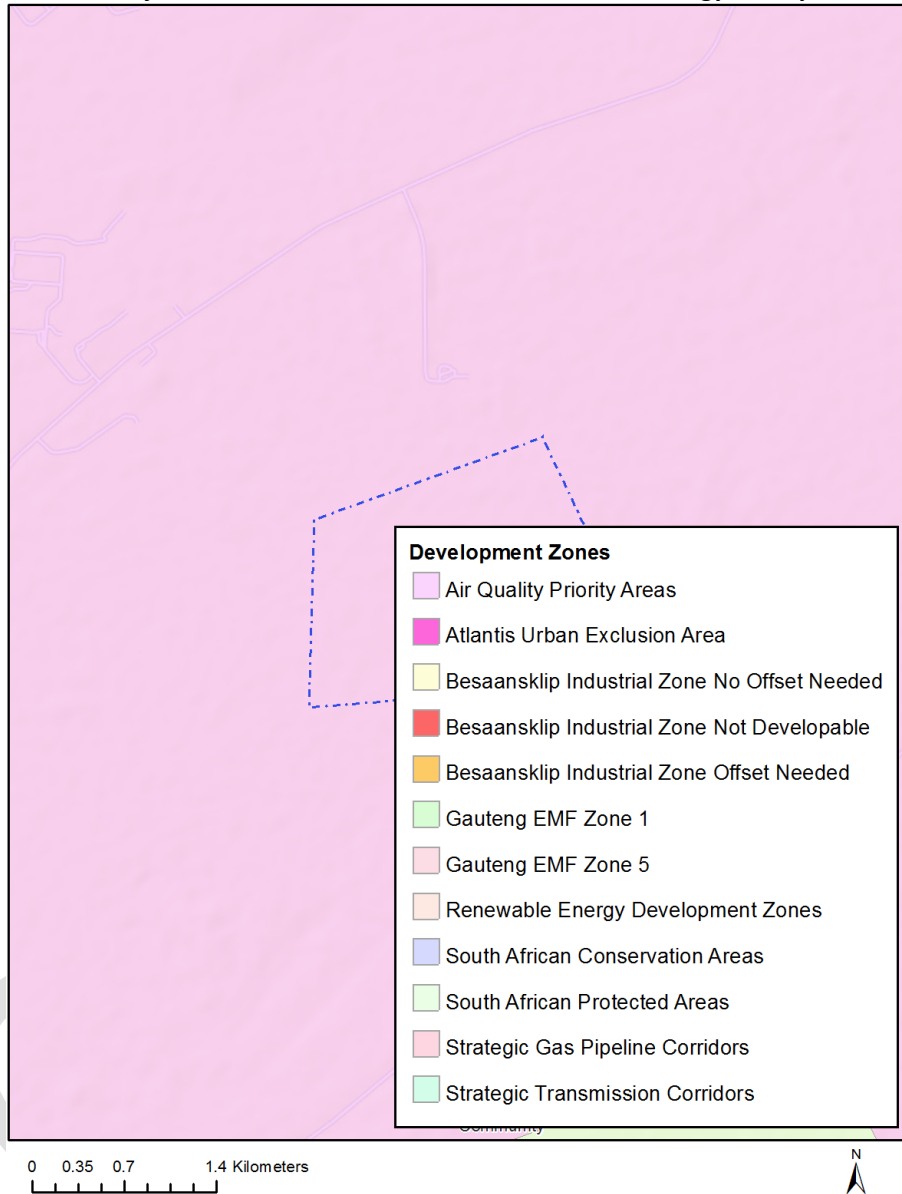 Development Zones
Air Quality Priority Areas
Atlantis Urban Exclusion Area
Besaansklip Industrial Zone No Offset Needed
Besaansklip Industrial Zone Not Developable
Besaansklip Industrial Zone Offset Needed
Gauteng EMF Zone 1
Gauteng EMF Zone 5
Renewable Energy Development Zones
South African Conservation Areas
South African Protected Areas
Strategic Gas Pipeline Corridors
Strategic Transmission Corridors
Community
0 0.35 0.7 1.4 Kilometers
N